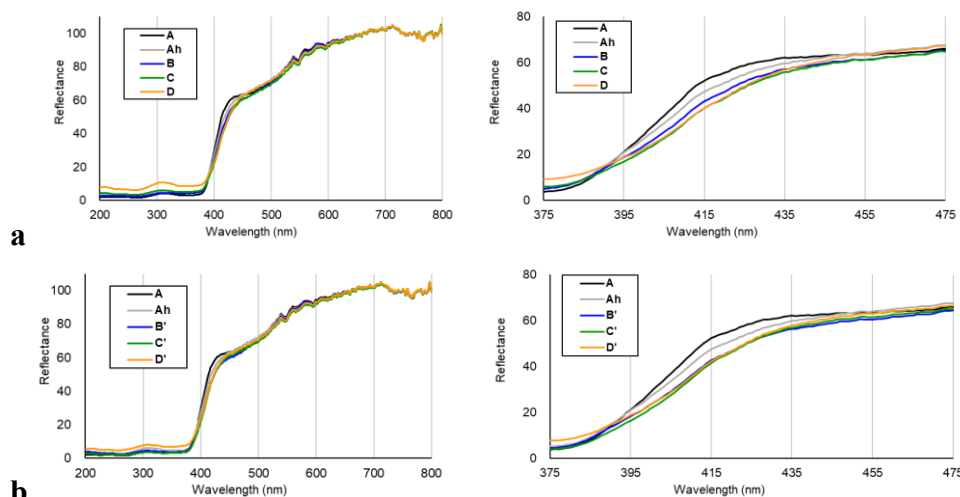 100
80
60
40
20
0
Reflectance
A
Ah
B
C
D
200 300 400 500 600 700 800
Wavelength (nm)
80
60
40
20
0
Reflectance
A
Ah
B
C
D
375 395 415 435 455 475
Wavelength (nm)
a
100
80
60
40
20
0
Reflectance
A
Ah
B'
C'
D'
200 300 400 500 600 700 800
Wavelength (nm)
80
60
40
20
0
Reflectance
A
Ah
B'
C'
D'
375 395 415 435 455 475
Wavelength (nm)
b